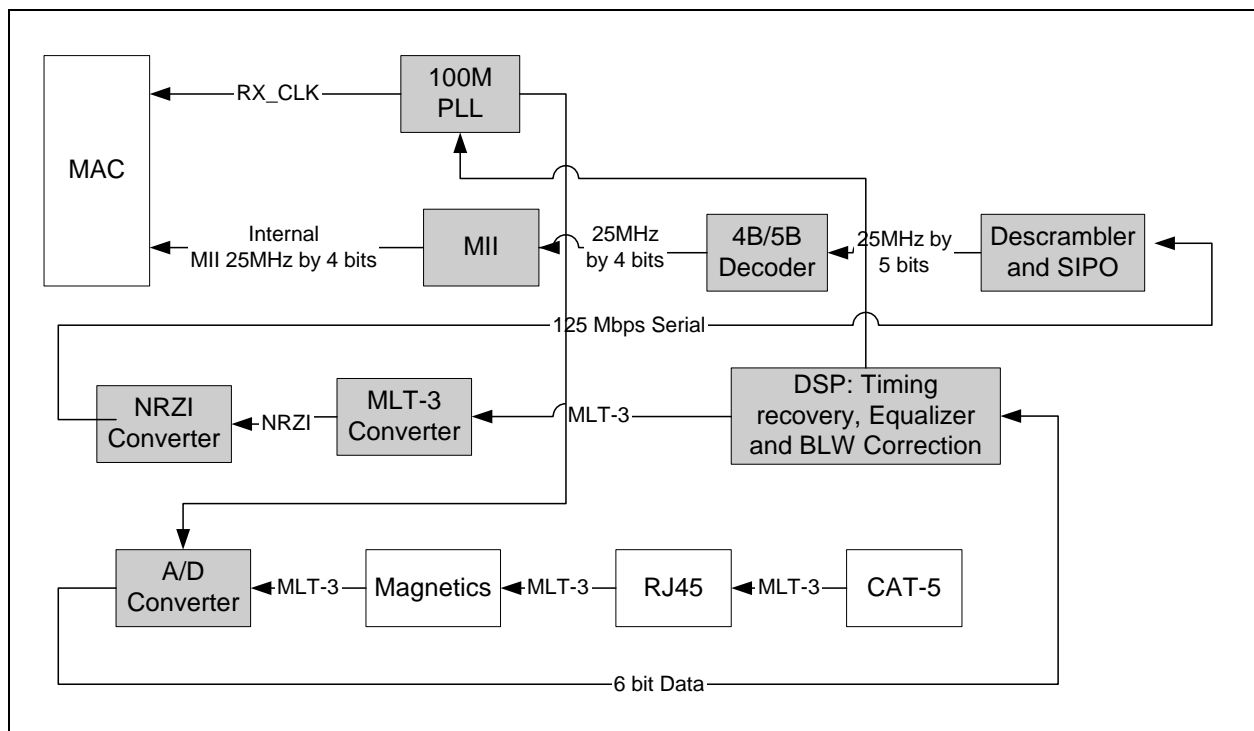 100M
PLL
RX_CLK
MAC
Internal
MII 25MHz by 4 bits
MII
25MHz
by 4 bits
4B/5B
Decoder
25MHz by
5 bits
Descrambler
and SIPO
125 Mbps Serial
NRZI
Converter
NRZI
MLT-3
Converter
MLT-3
DSP: Timing
recovery, Equalizer
and BLW Correction
A/D
Converter
MLT-3
Magnetics
MLT-3
RJ45
MLT-3
CAT-5
6 bit Data